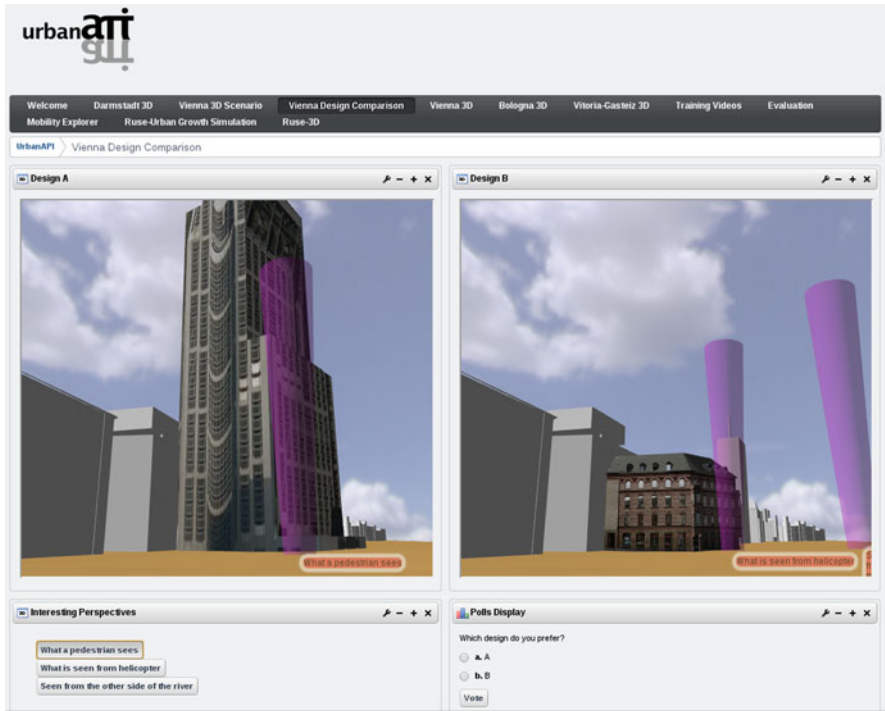 urbanAPI
Welcome Darmstadt 3D Vienna 3D Scenario Vienna Design Comparison Vienna 3D Bologna 3D Vitoria-Gasteiz 3D Training Videos Evaluation
Mobility Explorer Ruse-Urban Growth Simulation Ruse-3D
UrbanAPI Vienna Design Comparison
Design A
Design B
What a pedestrian sees
What is seen from helicopter
Interesting Perspectives
What a pedestrian sees
What is seen from helicopter
Seen from the other side of the river
Polls Display
Which design do you prefer?
a. A
b. B
Vote